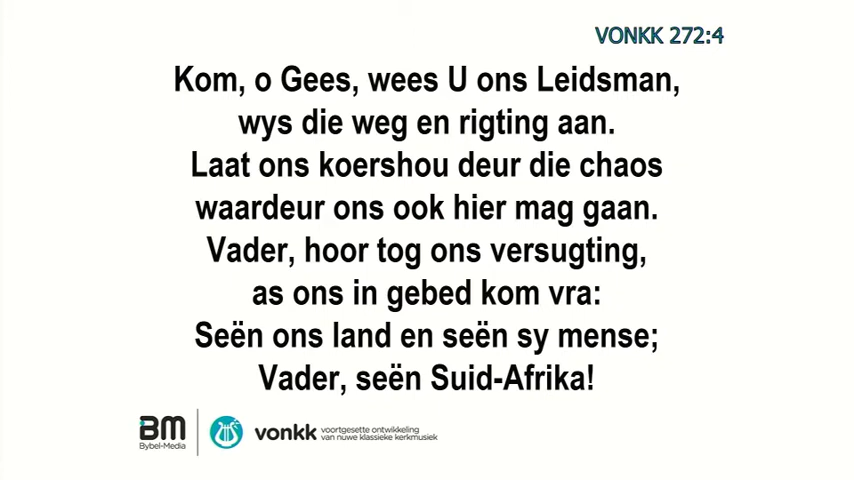 VONKK 272:4
Kom, o Gees, wees U ons Leidsman,
wys die weg en rigting aan.
Laat ons koershou deur die chaos
waardeur ons ook hier mag gaan.
Vader, hoor tog ons versugting,
as ons in gebed kom vra:
Seën ons land en seën sy mense;
Vader, seën Suid-Afrika!
BM
Bybel-Media
vonkk
voortgesette ontwikkeling
van nuwe klassieke kerkmusiek